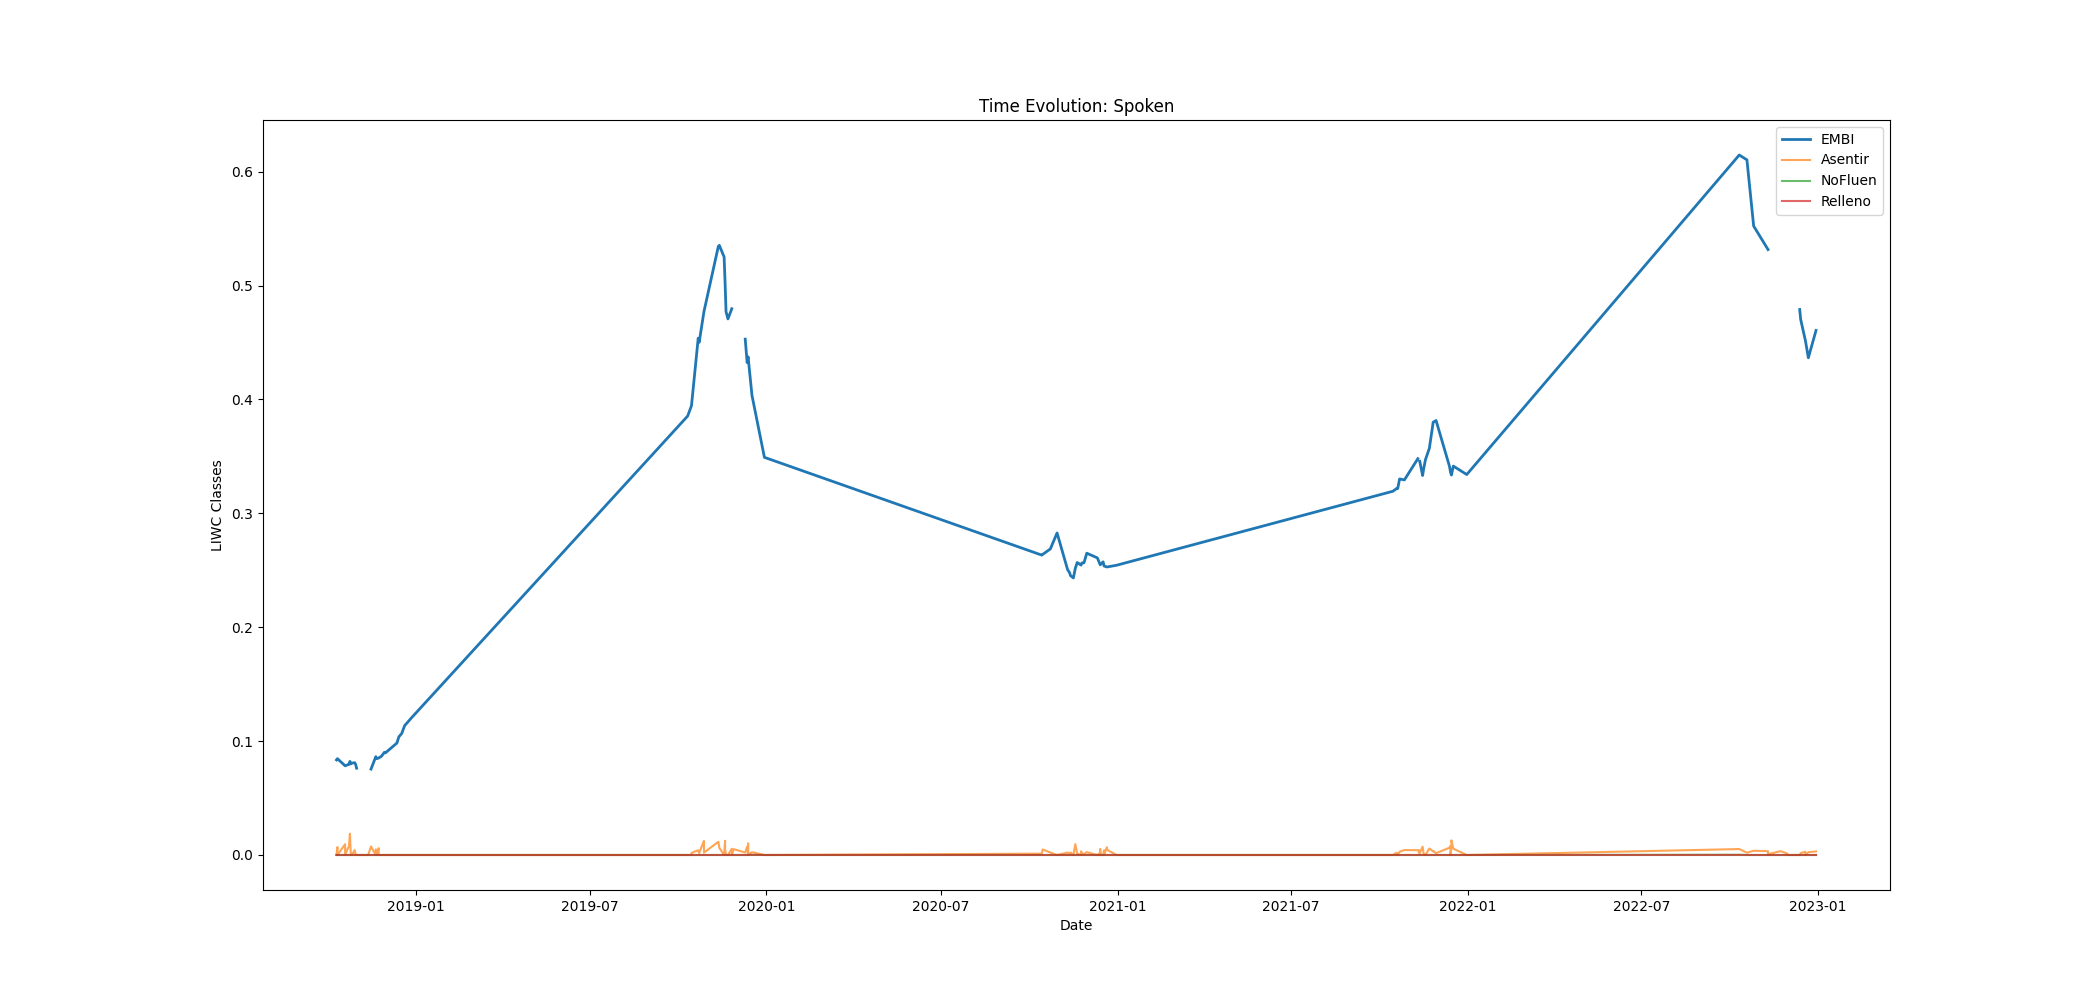 Time Evolution: Spoken
EMBI
Asentir
NoFluen
Relleno
LIWC Classes
0.6
0.5
0.4
0.3
0.2
0.1
0.0
2019-01 2019-07 2020-01 2020-07 2021-01 2021-07 2022-01 2022-07 2023-01
Date